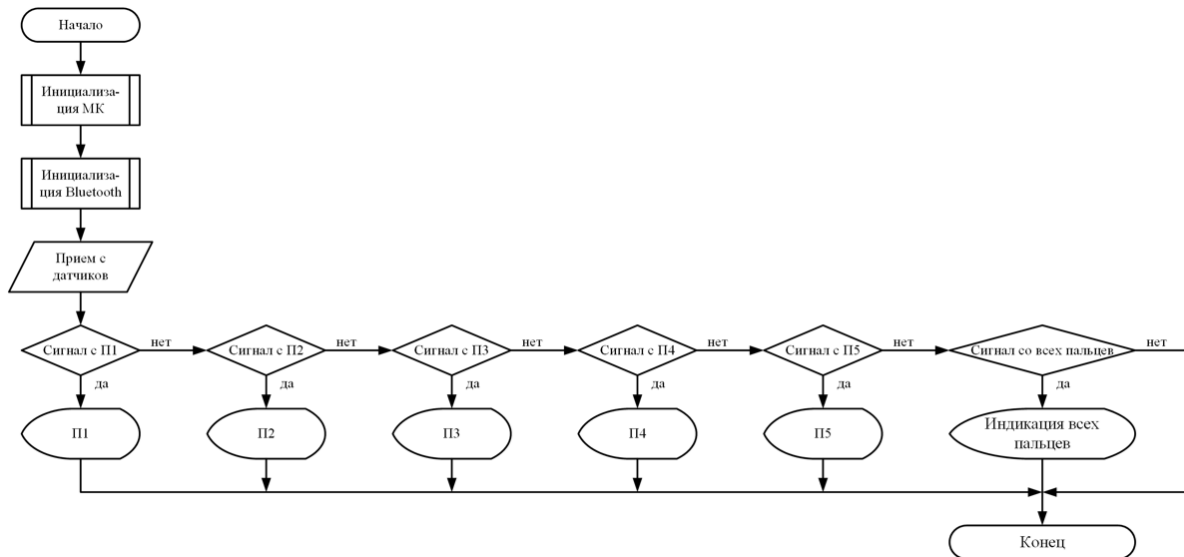 Начало
Инициализа-
ция МК
Инициализа-
ция Bluetooth
Прием с
датчиков
Сигнал с П1
нет
Сигнал с П2
нет
Сигнал с П3
нет
Сигнал с П4
нет
Сигнал с П5
нет
Сигнал со всех пальцев
нет
да
да
да
да
да
да
П1
П2
П3
П4
П5
Индикация всех
пальцев
Конец